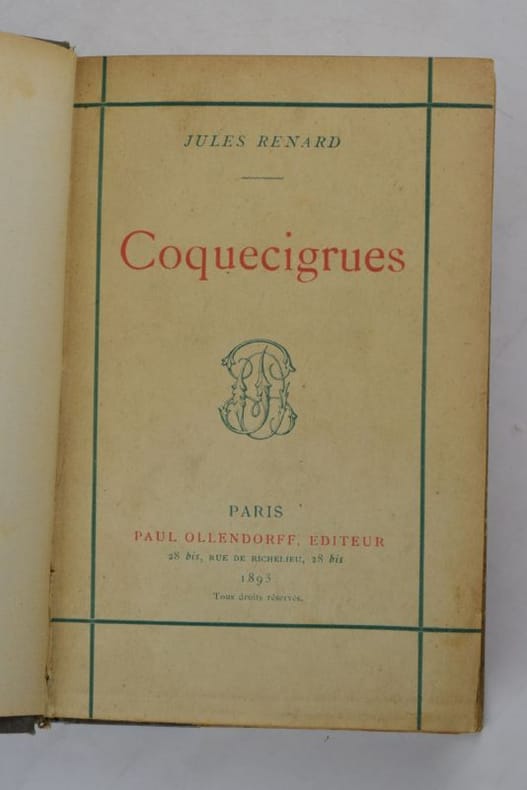 JULES RENARD
Coquecigrues
PARIS
PAUL OLLENDORFF, EDITEUR
28 bis, RUE DE RICHELIEU, 28 bis
1893
Tous droits réservés.